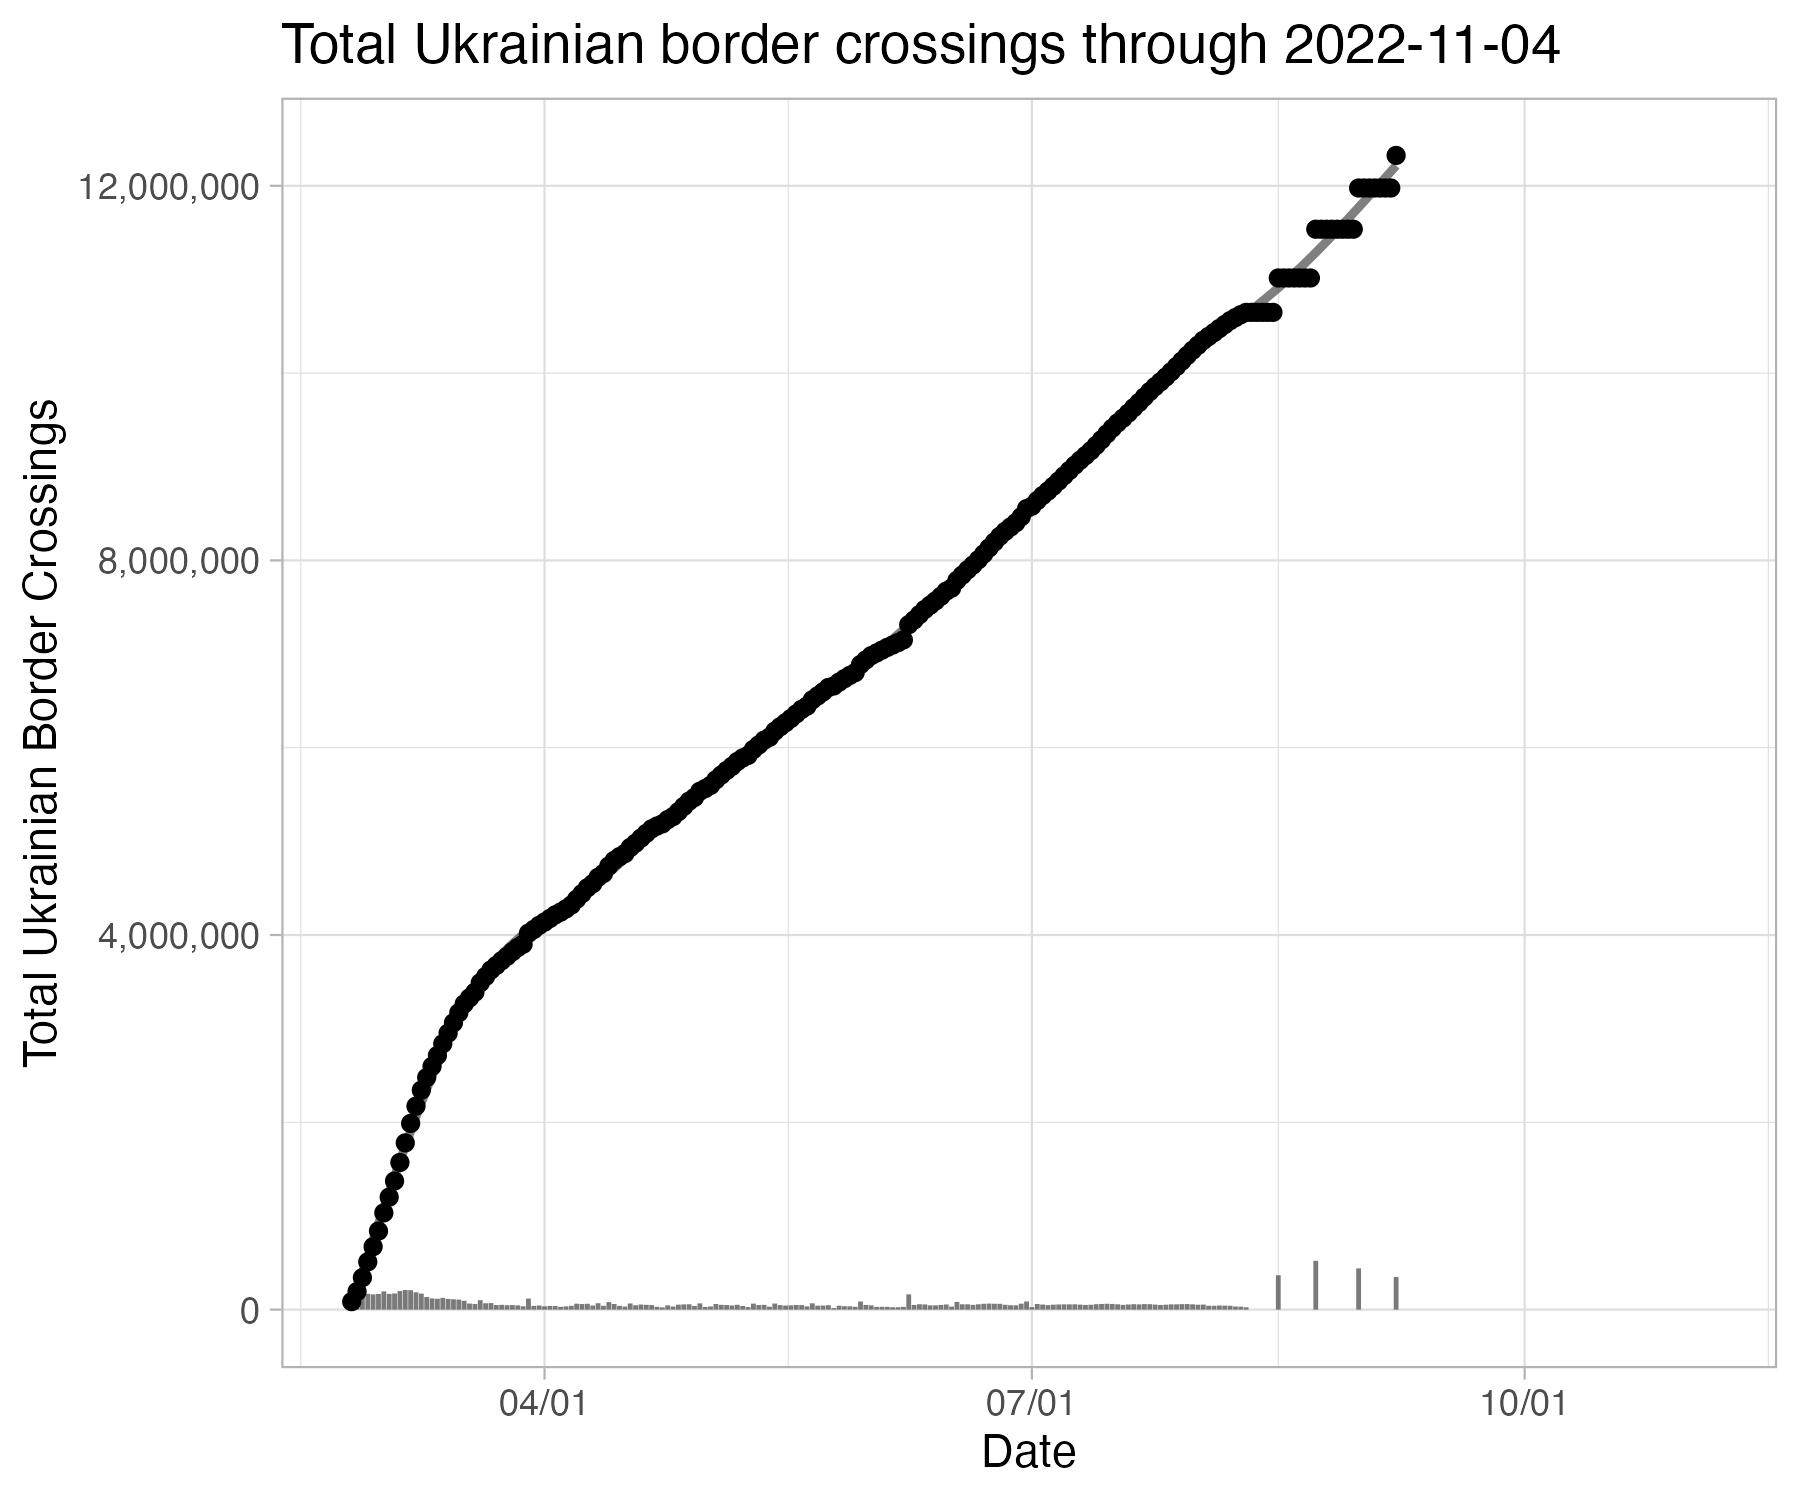 Total Ukrainian border crossings through 2022-11-04
Total Ukrainian Border Crossings
12,000,000
8,000,000
4,000,000
0
04/01
07/01
10/01
Date